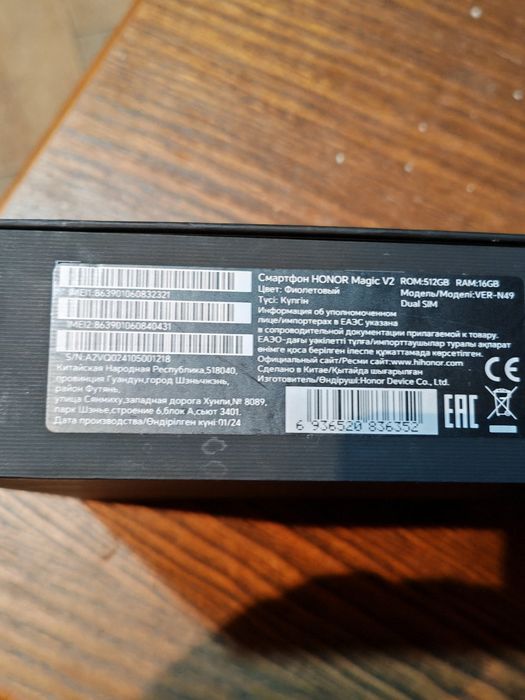 IMEI1:863901060832321
IMEI2:863901060840431
S/N:A2VQ024105001218
Китайская Народная Республика,518040,
провинция Гуандун,город Шэньчжэнь,
район Футянь,
улица Сянмиху,западная дорога Хунли,№ 8089,
парк Шэнье,строение 6,блок А,сьют 3401.
Дата производства/Өндірілген күні 01/24
Смартфон HONOR Magic V2 ROM:512GB RAM:16GB
Цвет: Фиолетовый Модель/Моделі:VER-N49
Түсі: Күлгін Dual SIM
Информация об уполномоченном
лице/импортерах в ЕАЭС указана
в сопроводительной документации прилагаемой к товару.
ЕАЭО-дағы уәкілетті тұлға/импорттаушылар туралы ақпарат
өнімге қоса берілген ілеспе құжаттамада көрсетілген.
Официальный сайт/Ресми сайт:www.hihonor.com
Сделано в Китае/Қытайда шығарылған
Изготовитель/Өндіруші:Honor Device Co., Ltd.
6 936520 836352
EAC
CE